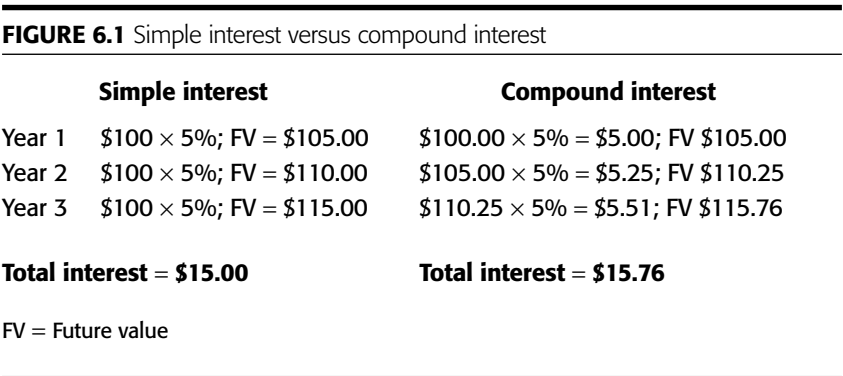 FIGURE 6.1 Simple interest versus compound interest
Simple interest Compound interest
Year 1 $100 × 5%; FV = $105.00 $100.00 × 5% = $5.00; FV $105.00
Year 2 $100 × 5%; FV = $110.00 $105.00 × 5% = $5.25; FV $110.25
Year 3 $100 × 5%; FV = $115.00 $110.25 × 5% = $5.51; FV $115.76
Total interest = $15.00 Total interest = $15.76
FV = Future value